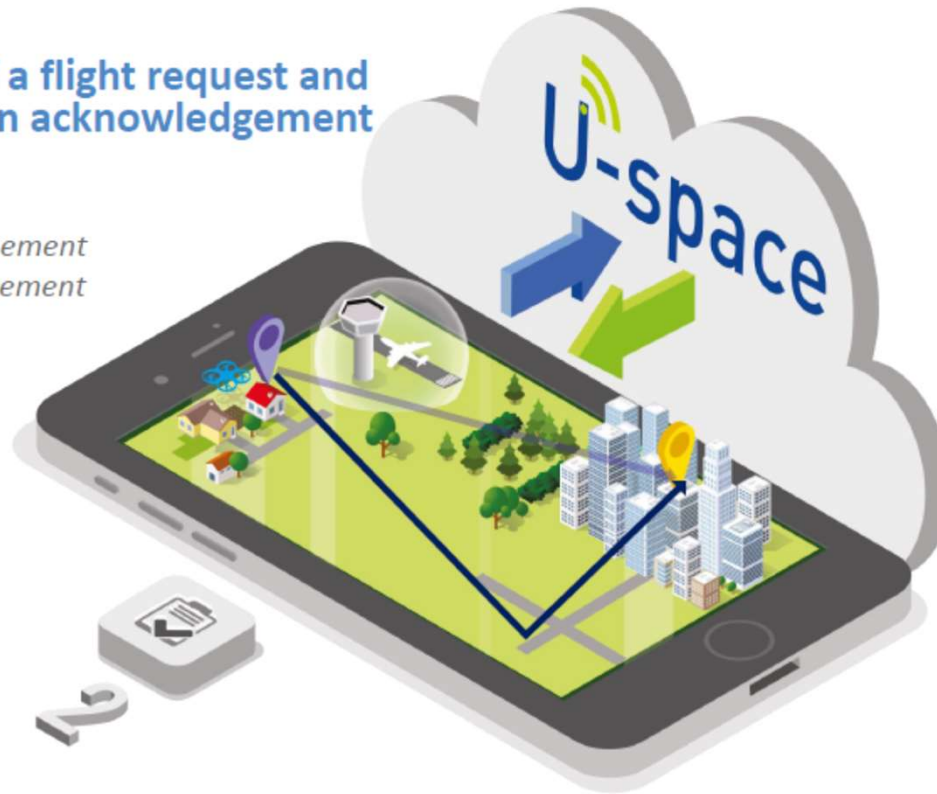 a flight request and
n acknowledgement
ement
ement
U-space
2